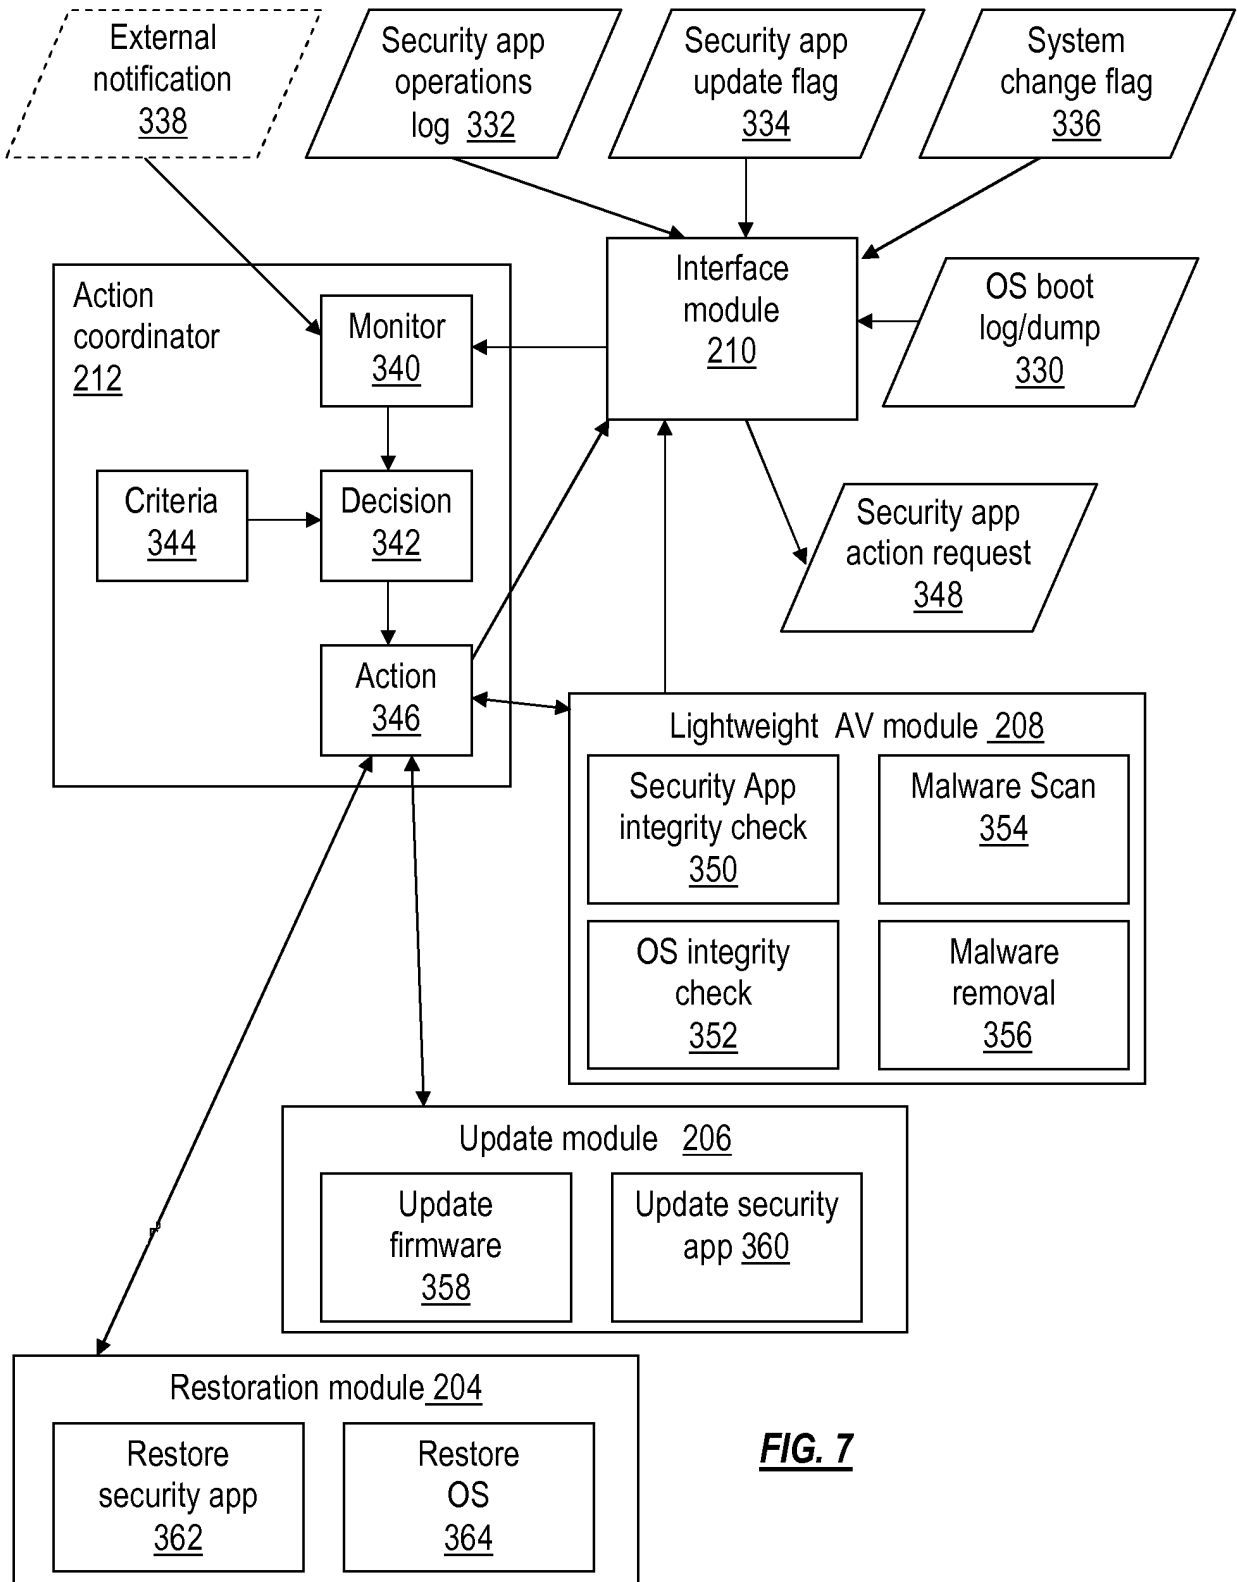 External
notification
338
Security app
operations
log 332
Security app
update flag
334
System
change flag
336
Interface
module
210
OS boot
log/dump
330
Action
coordinator
212
Monitor
340
Criteria
344
Decision
342
Security app
action request
348
Action
346
Lightweight AV module 208
Security App
integrity check
350
Malware Scan
354
OS integrity
check
352
Malware
removal
356
Update module 206
Update
firmware
358
Update security
app 360
Restoration module 204
Restore
security app
362
Restore
OS
364
FIG. 7